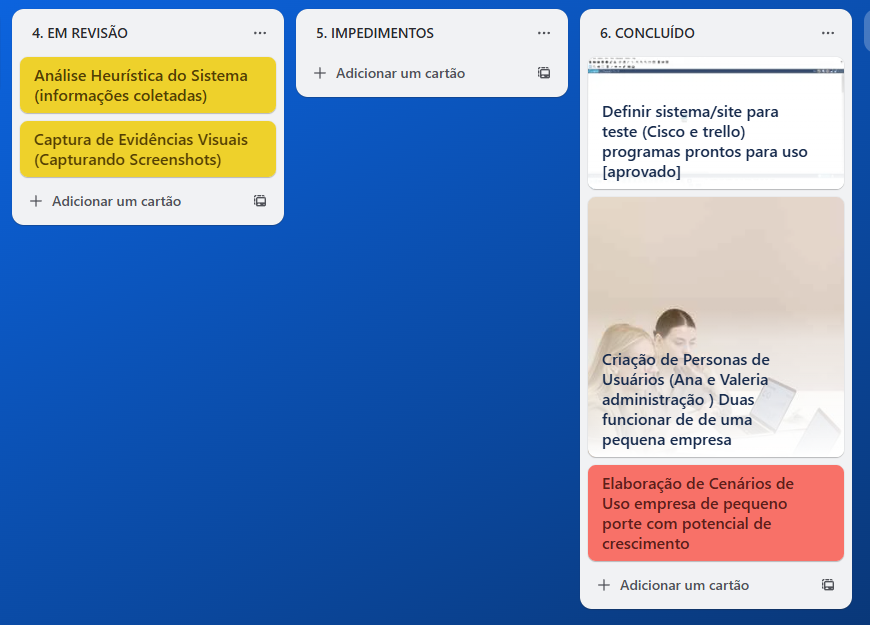 4. EM REVISÃO
Análise Heurística do Sistema
(informações coletadas)
Captura de Evidências Visuais
(Capturando Screenshots)
Adicionar um cartão
5. IMPEDIMENTOS
Adicionar um cartão
6. CONCLUÍDO
Definir sistema/site para
teste (Cisco e trello)
programas prontos para uso
[aprovado]
Criação de Personas de
Usuários (Ana e Valeria
administração ) Duas
funcionar de de uma
pequena empresa
Elaboração de Cenários de
Uso empresa de pequeno
porte com potencial de
crescimento
Adicionar um cartão